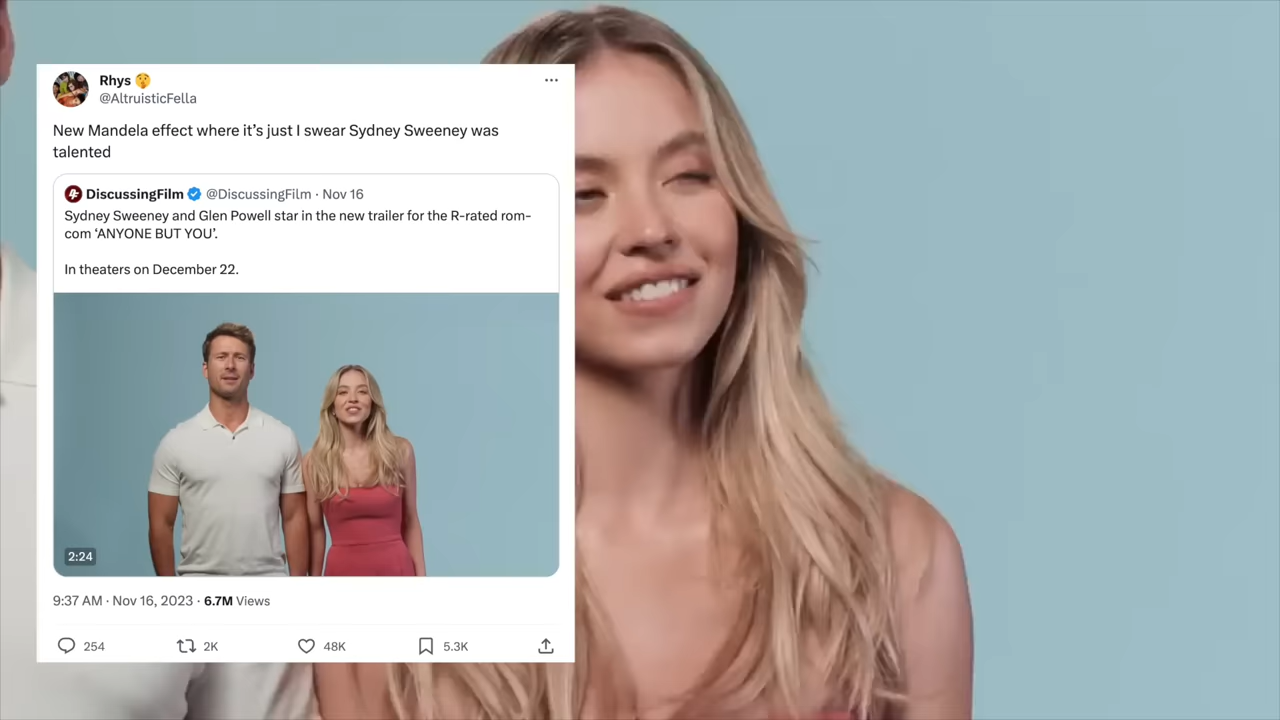 Rhys 🤫
@AltruisticFella
New Mandela effect where it’s just I swear Sydney Sweeney was
talented
DiscussingFilm @DiscussingFilm · Nov 16
Sydney Sweeney and Glen Powell star in the new trailer for the R-rated rom-
com ‘ANYONE BUT YOU’.
In theaters on December 22.
2:24
9:37 AM · Nov 16, 2023 · 6.7M Views
254 2K 48K 5.3K